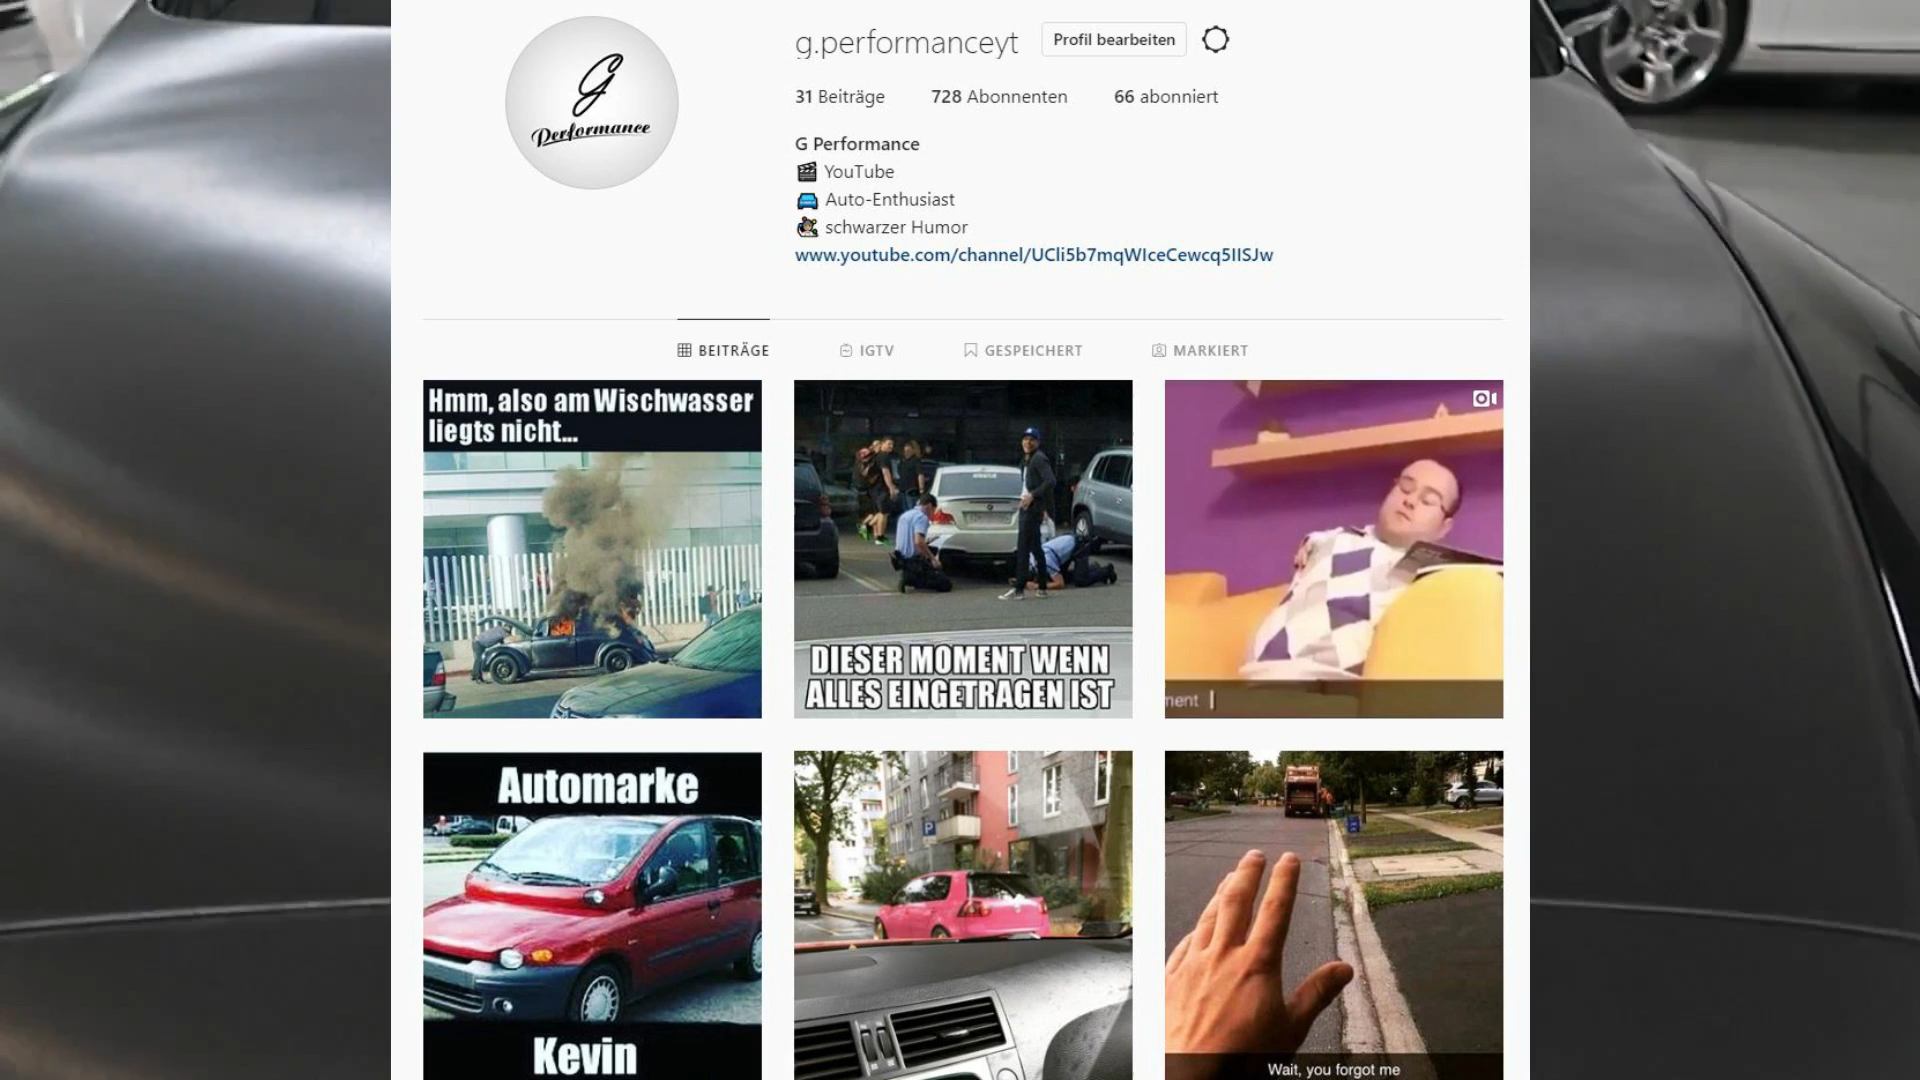 G
Performance
g.performanceyt
Profil bearbeiten
31 Beiträge 728 Abonnenten 66 abonniert
G Performance
YouTube
Auto-Enthusiast
schwarzer Humor
www.youtube.com/channel/UCli5b7mqWIceCewcq5IISJw
BEITRÄGE IGTV GESPEICHERT MARKIERT
Hmm, also am Wischwasser
liegts nicht...
DIESER MOMENT WENN
ALLES EINGETRAGEN IST
ment
Automarke
Kevin
P
Wait, you forgot me